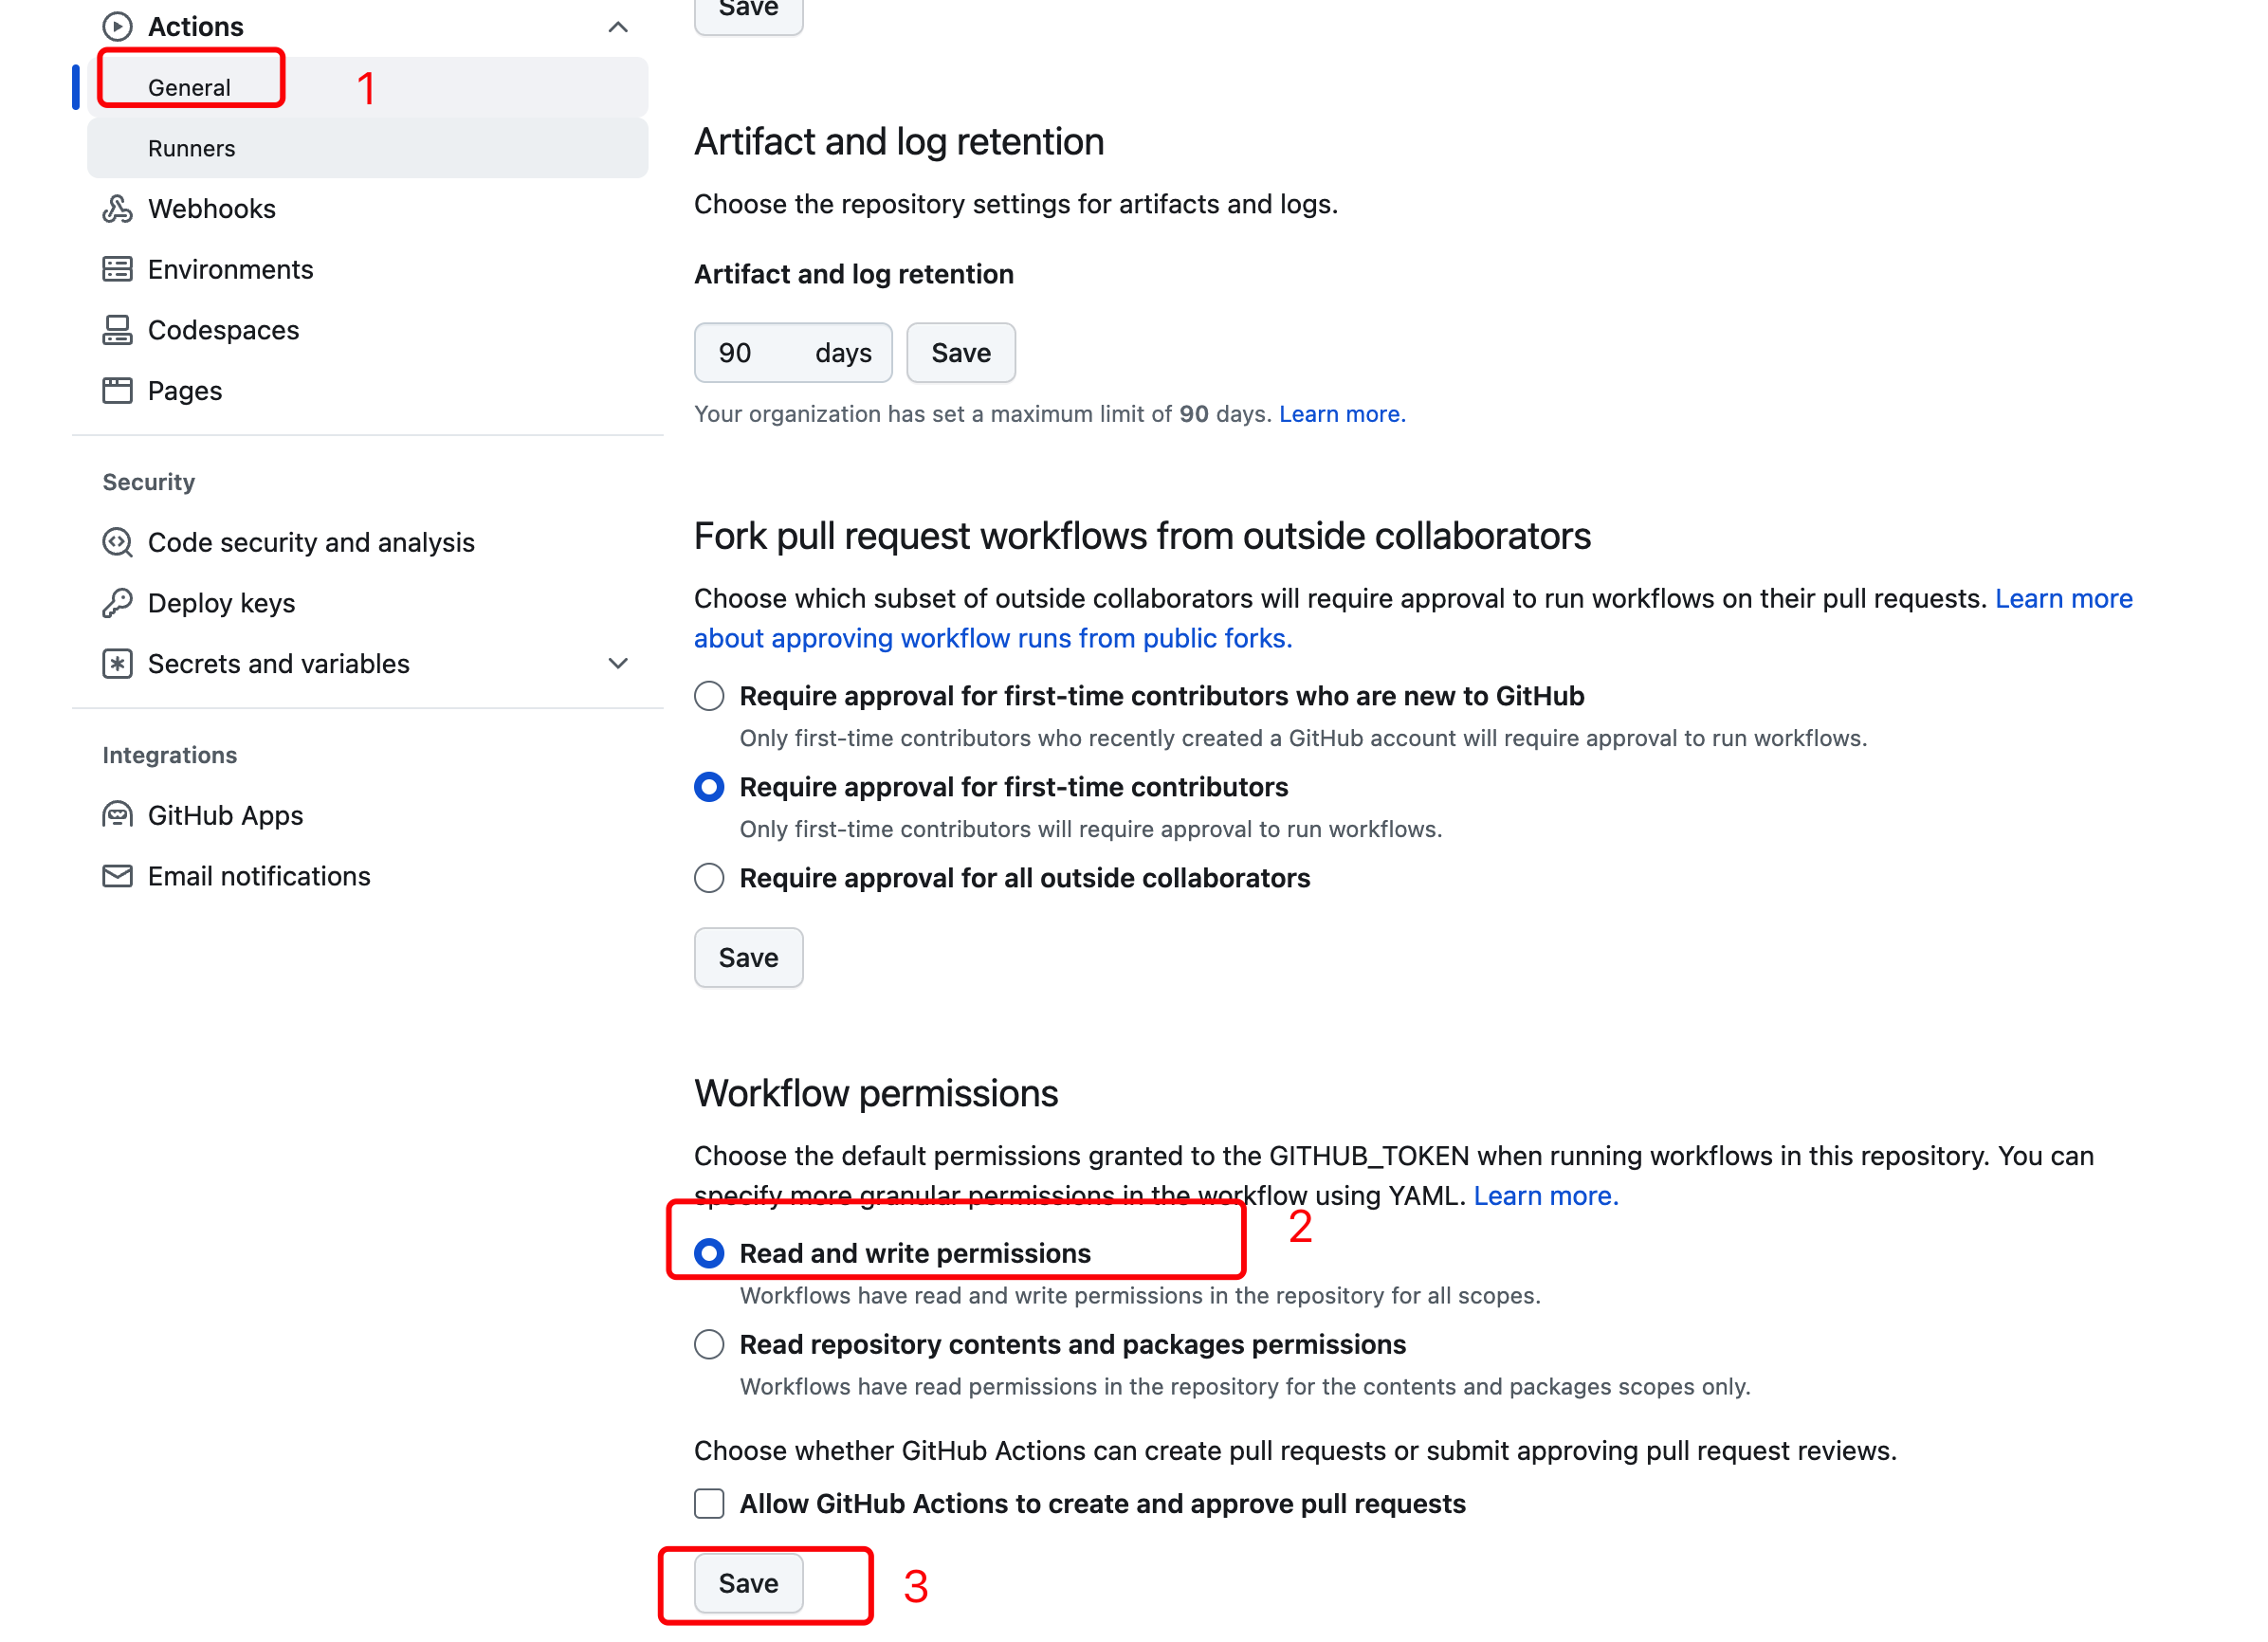 Actions
General
1
Runners
Webhooks
Environments
Codespaces
Pages
Security
Code security and analysis
Deploy keys
Secrets and variables
Integrations
GitHub Apps
Email notifications
Save
Artifact and log retention
Choose the repository settings for artifacts and logs.
Artifact and log retention
90 days Save
Your organization has set a maximum limit of 90 days. Learn more.
Fork pull request workflows from outside collaborators
Choose which subset of outside collaborators will require approval to run workflows on their pull requests. Learn more
about approving workflow runs from public forks.
Require approval for first-time contributors who are new to GitHub
Only first-time contributors who recently created a GitHub account will require approval to run workflows.
Require approval for first-time contributors
Only first-time contributors will require approval to run workflows.
Require approval for all outside collaborators
Save
Workflow permissions
Choose the default permissions granted to the GITHUB_TOKEN when running workflows in this repository. You can
specify more granular permissions in the workflow using YAML. Learn more.
2
Read and write permissions
Workflows have read and write permissions in the repository for all scopes.
Read repository contents and packages permissions
Workflows have read permissions in the repository for the contents and packages scopes only.
Choose whether GitHub Actions can create pull requests or submit approving pull request reviews.
Allow GitHub Actions to create and approve pull requests
Save 3